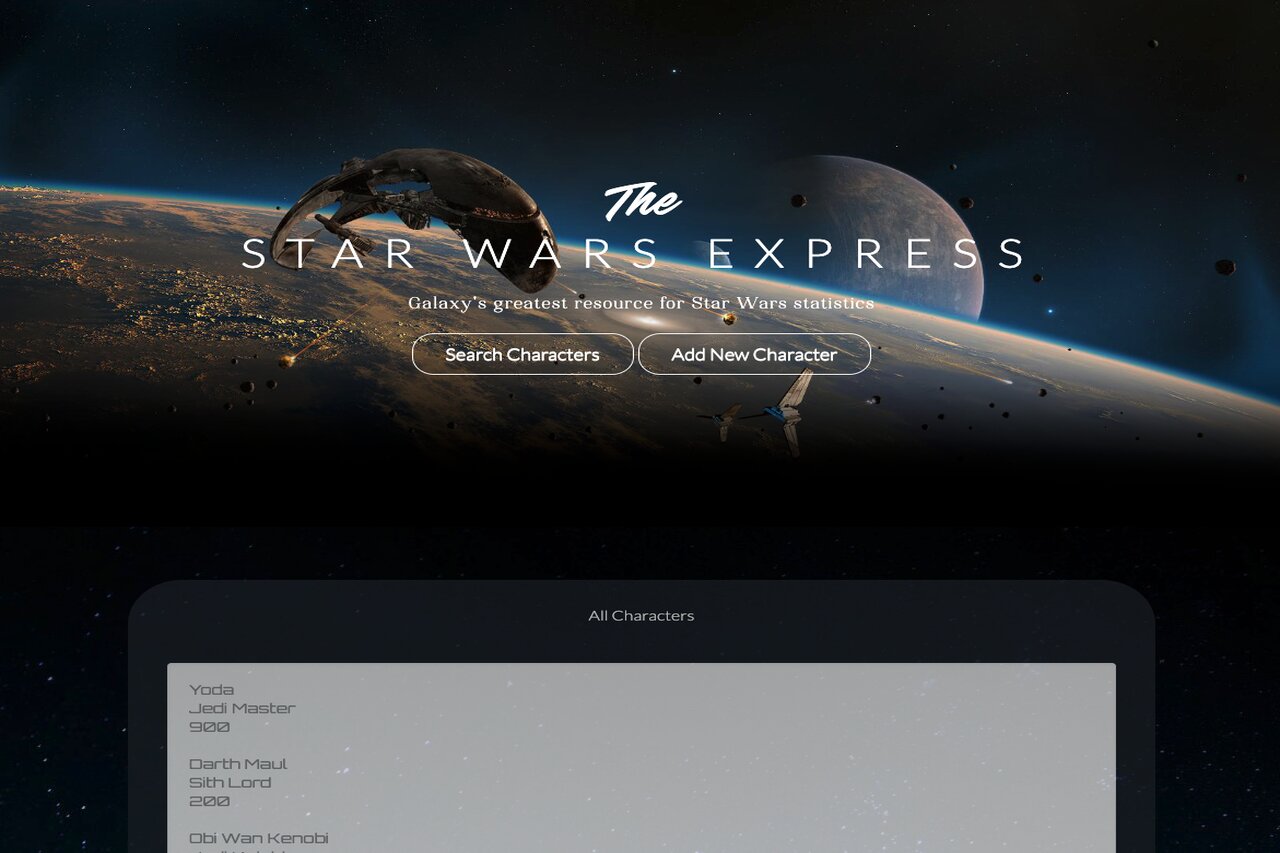 The
STAR WARS EXPRESS
Galaxy's greatest resource for Star Wars statistics
Search Characters
Add New Character
All Characters
Yoda
Jedi Master
900
Darth Maul
Sith Lord
200
Obi Wan Kenobi